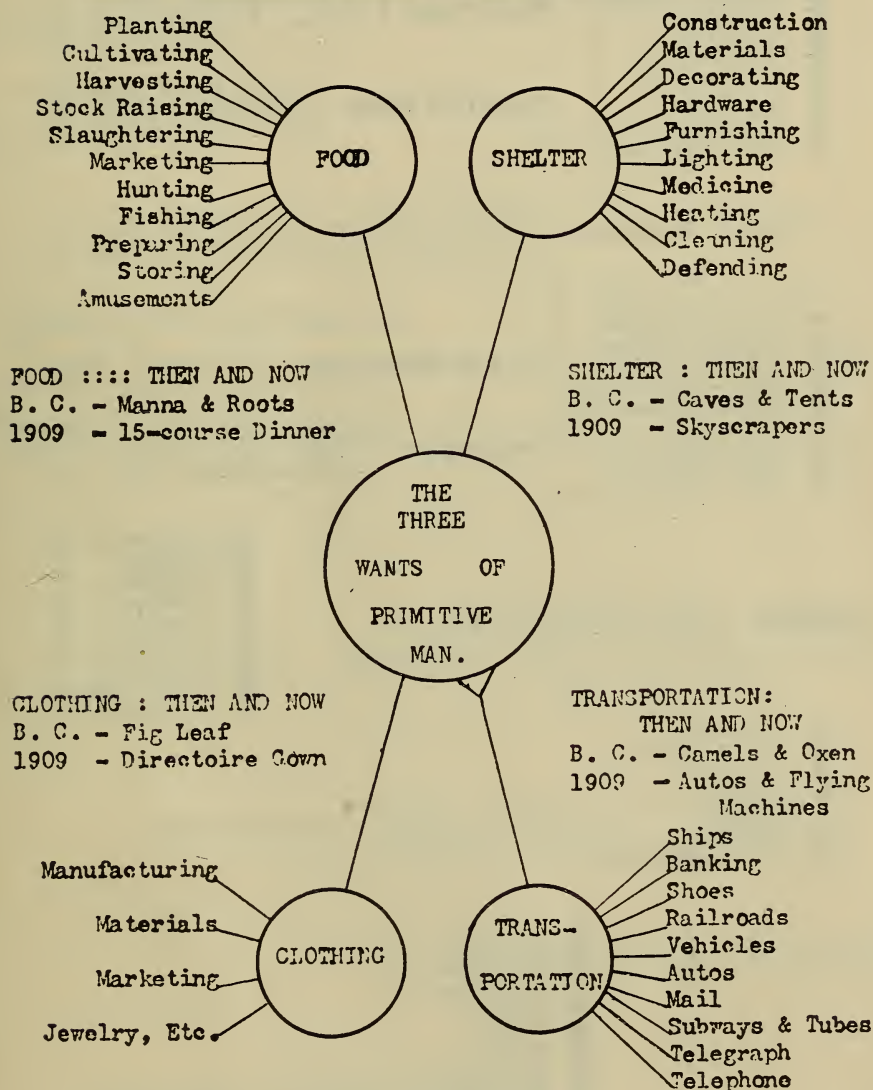 Planting
Cultivating
Harvesting
Stock Raising
Slaughtering
Marketing
Hunting
Fishing
Preparing
Storing
Amusements
FOOD
Construction
Materials
Decorating
Hardware
Furnishing
Lighting
Medicine
Heating
Cleaning
Defending
SHELTER
FOOD :::: THEN AND NOW
B. C. - Manna & Roots
1909 - 15-course Dinner
SHELTER : THEN AND NOW
B. C. - Caves & Tents
1909 - Skyscrapers
THE
THREE
WANTS OF
PRIMITIVE
MAN.
CLOTHING : THEN AND NOW
B. C. - Fig Leaf
1909 - Directoire Gown
TRANSPORTATION:
THEN AND NOW
B. C. - Camels & Oxen
1909 - Autos & Flying
Machines
Manufacturing
Materials
Marketing
Jewelry, Etc.
CLOTHING
TRANS-
PORTATION
Ships
Banking
Shoes
Railroads
Vehicles
Autos
Mail
Subways & Tubes
Telegraph
Telephone